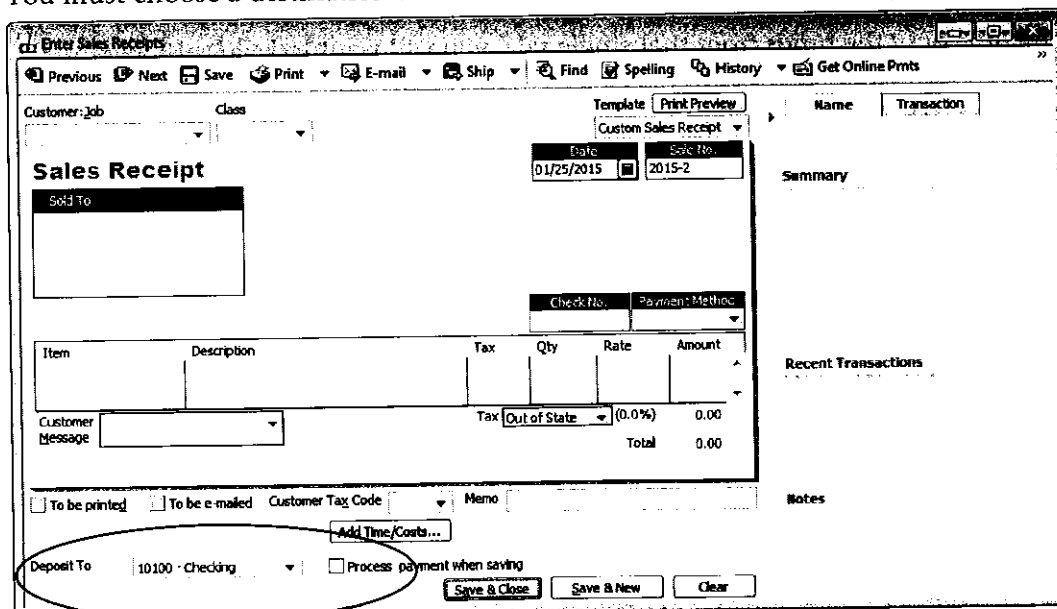 Enter Sales Receipts
Previous Next Save Print E-mail Ship Find Spelling History Get Online Pmts »
Customer:Job Class Template Print Preview Name Transaction
Custom Sales Receipt
Date Sale No.
Sales Receipt 01/25/2015 2015-2 Summary
Sold To
Check No. Payment Method
Item Description Tax Qty Rate Amount
Recent Transactions
Customer Message Tax Out of State (0.0%) 0.00
Total 0.00
To be printed To be e-mailed Customer Tax Code Memo Notes
Add Time/Costs...
Deposit To 10100 · Checking Process payment when saving
Save & Close Save & New Clear